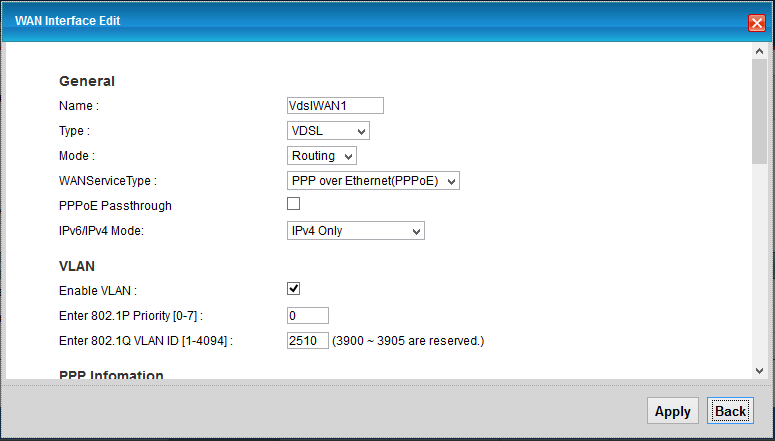 WAN Interface Edit
General
Name : VdslWAN1
Type : VDSL
Mode : Routing
WANServiceType : PPP over Ethernet(PPPoE)
PPPoE Passthrough
IPv6/IPv4 Mode: IPv4 Only
VLAN
Enable VLAN :
Enter 802.1P Priority [0-7] : 0
Enter 802.1Q VLAN ID [1-4094] : 2510 (3900 ~ 3905 are reserved.)
PPP Infomation
Apply Back